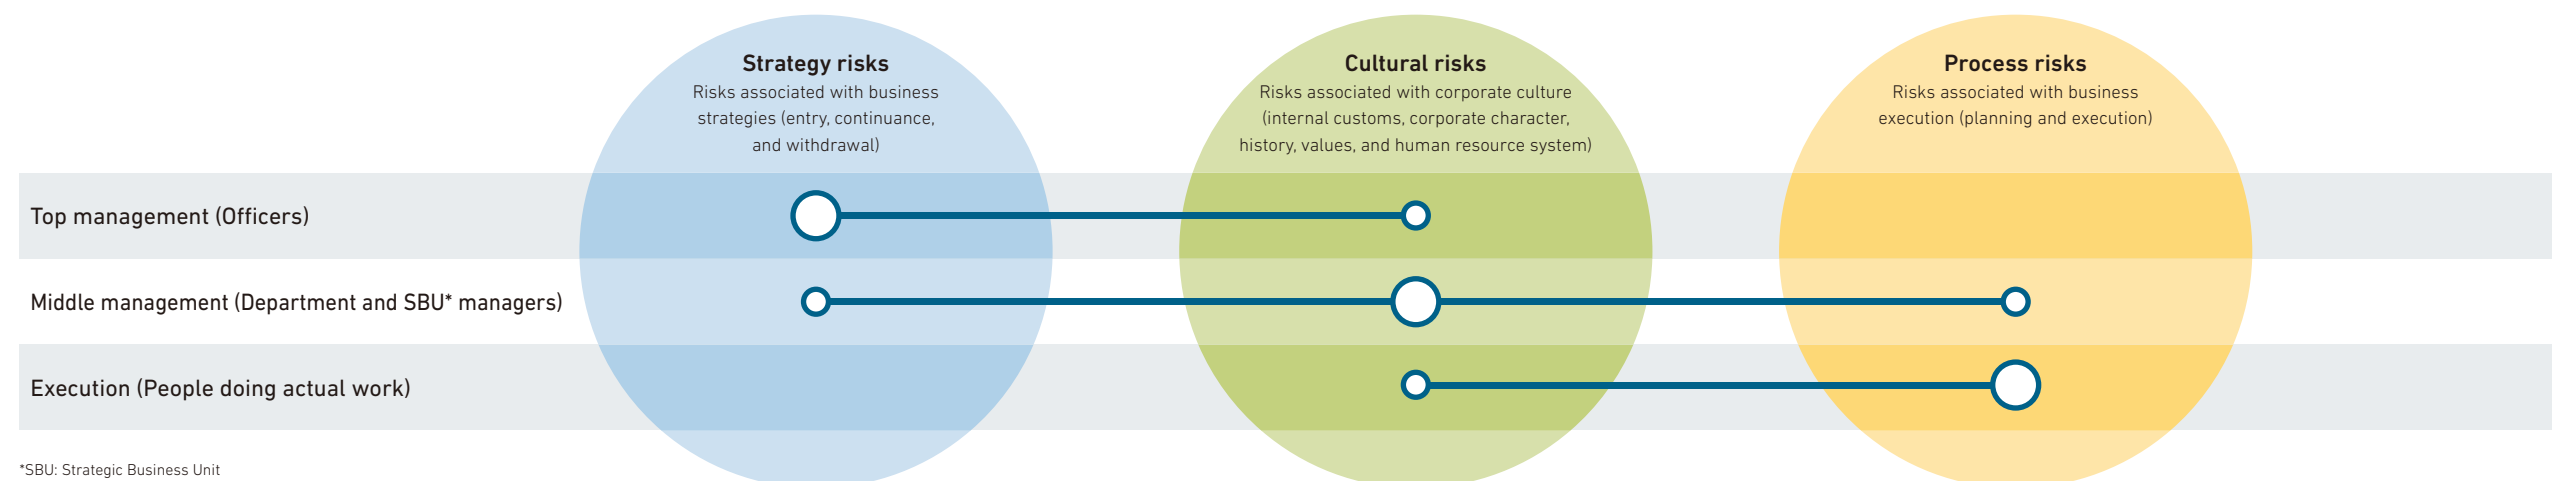 Strategy risks
Risks associated with business
strategies (entry, continuance,
and withdrawal)
Cultural risks
Risks associated with corporate culture
(internal customs, corporate character,
history, values, and human resource system)
Process risks
Risks associated with business
execution (planning and execution)
Top management (Officers)
Middle management (Department and SBU* managers)
Execution (People doing actual work)
*SBU: Strategic Business Unit